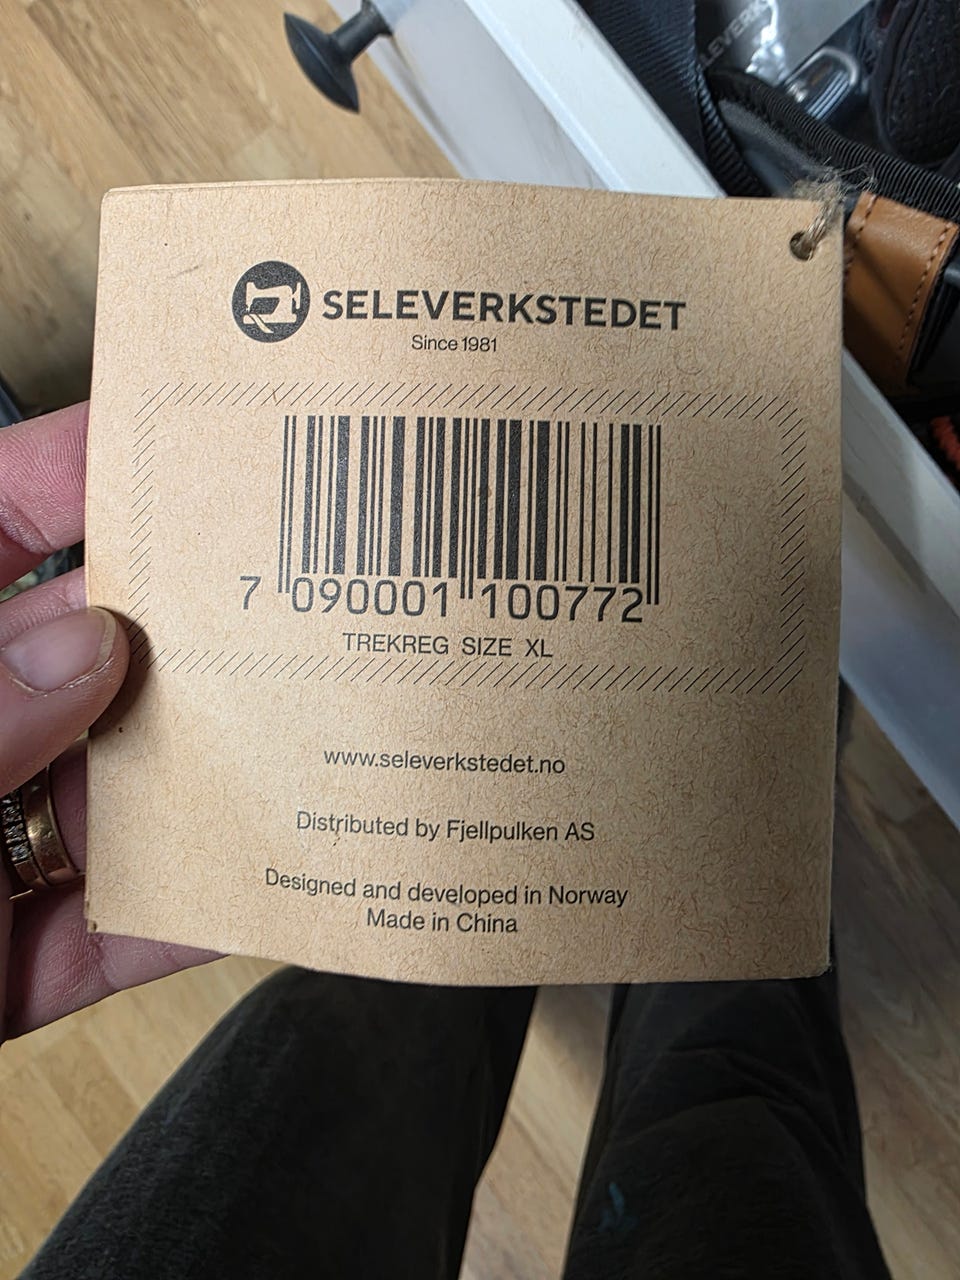 SELEVERKSTEDET
Since 1981
7 090001 100772
TREKREG SIZE XL
www.seleverkstedet.no
Distributed by Fjellpulken AS
Designed and developed in Norway
Made in China